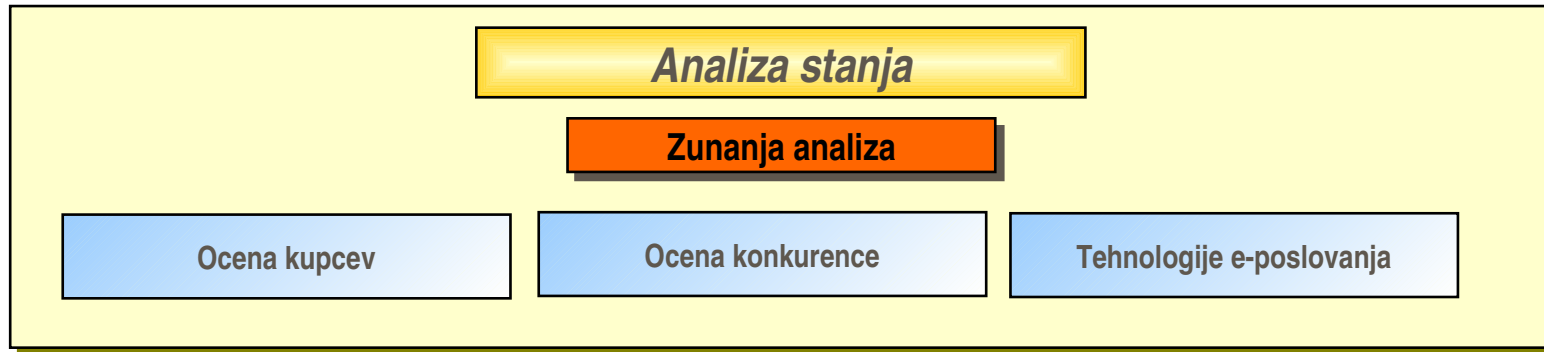 Analiza stanja
Zunanja analiza
Ocena kupcev
Ocena konkurence
Tehnologije e-poslovanja